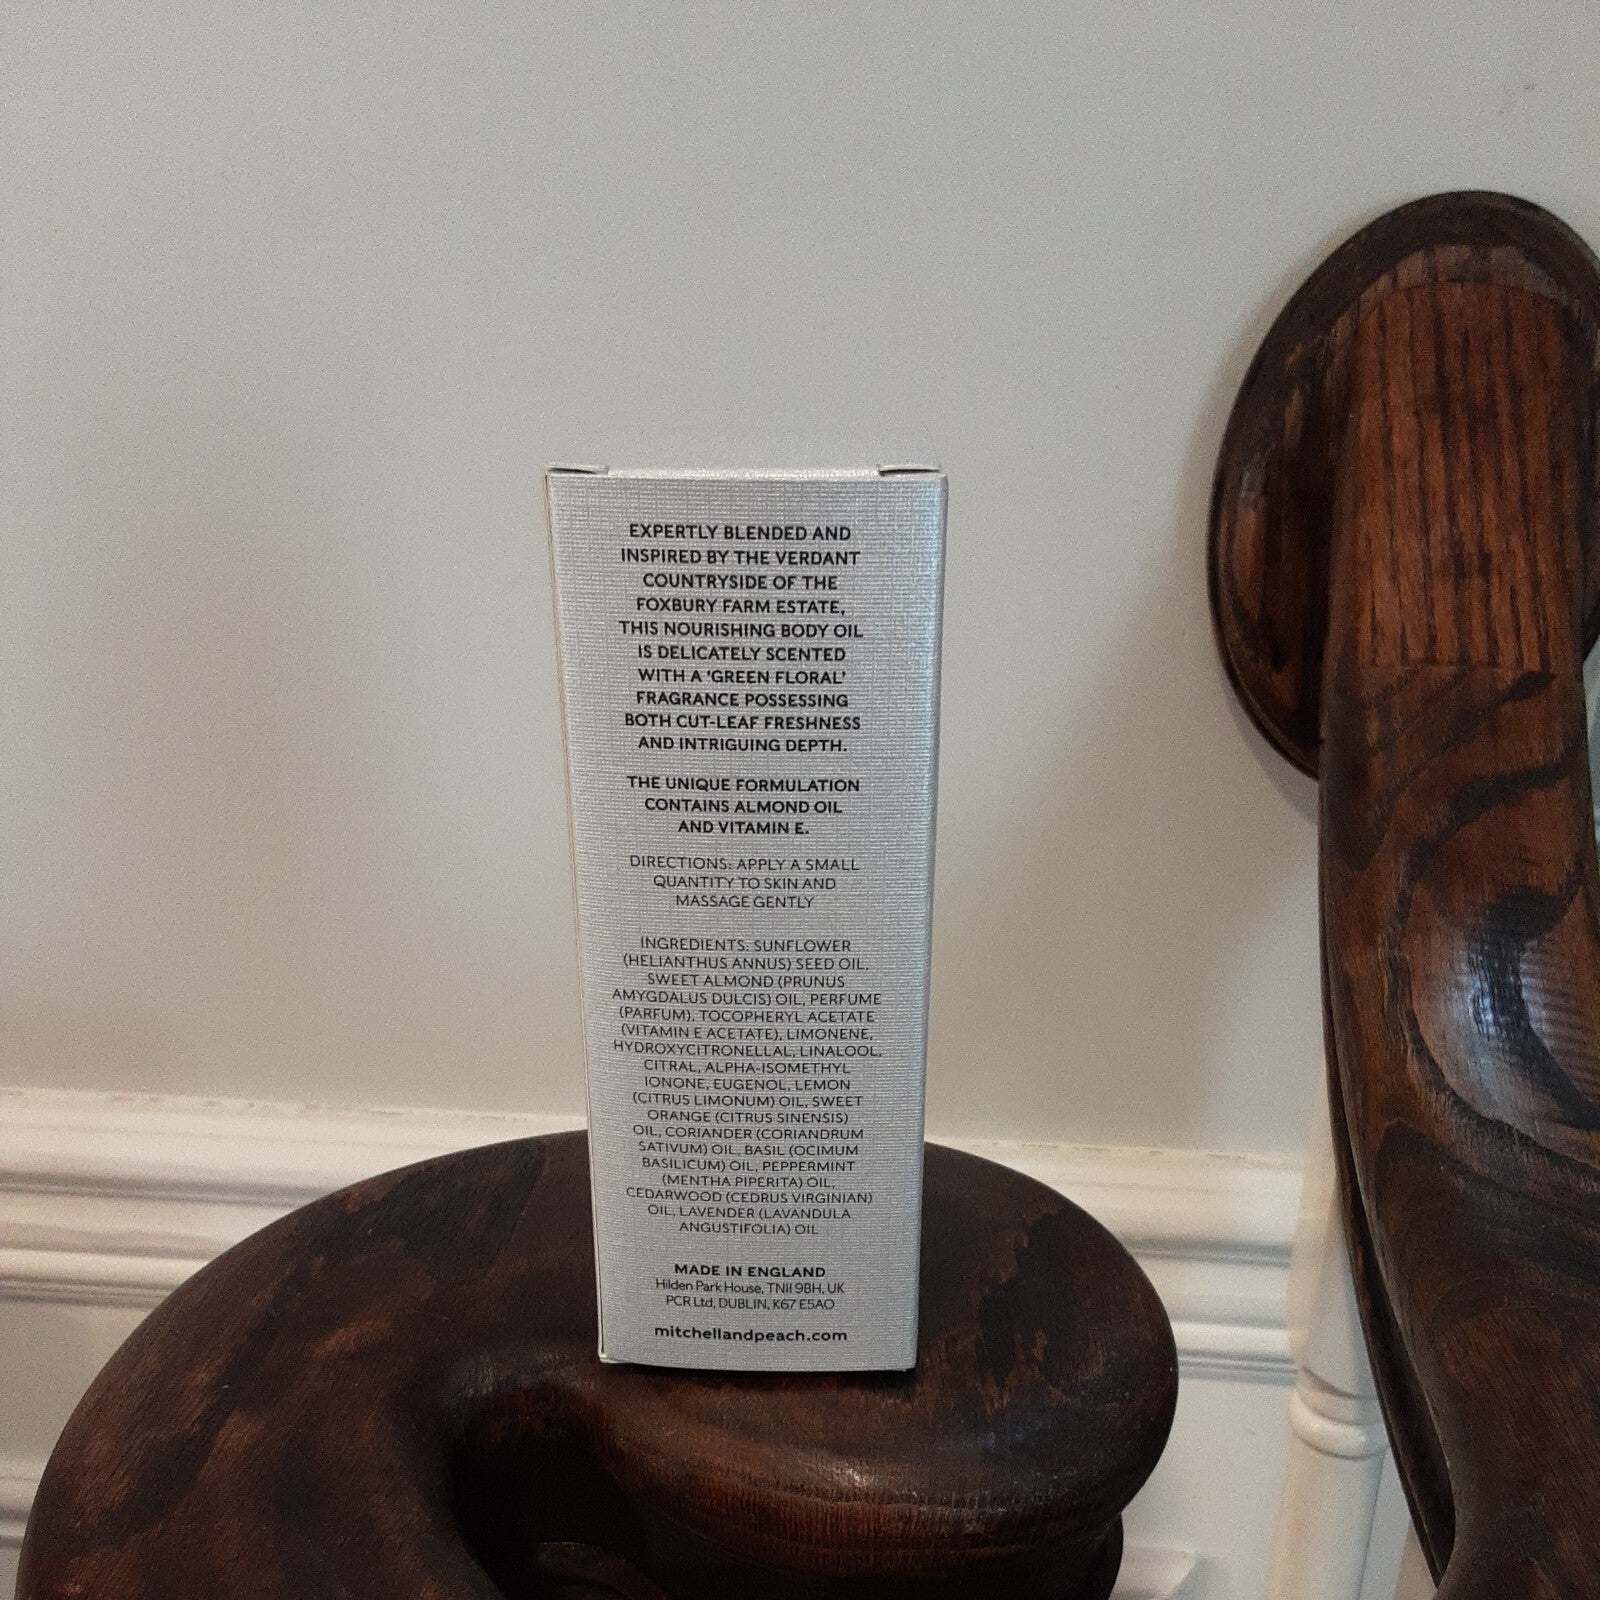 EXPERTLY BLENDED AND
INSPIRED BY THE VERDANT
COUNTRYSIDE OF THE
FOXBURY FARM ESTATE,
THIS NOURISHING BODY OIL
IS DELICATELY SCENTED
WITH A 'GREEN FLORAL'
FRAGRANCE POSSESSING
BOTH CUT-LEAF FRESHNESS
AND INTRIGUING DEPTH.
THE UNIQUE FORMULATION
CONTAINS ALMOND OIL
AND VITAMIN E.
DIRECTIONS: APPLY A SMALL
QUANTITY TO SKIN AND
MASSAGE GENTLY
INGREDIENTS: SUNFLOWER
(HELIANTHUS ANNUS) SEED OIL,
SWEET ALMOND (PRUNUS
AMYGDALUS DULCIS) OIL, PERFUME
(PARFUM), TOCOPHERYL ACETATE
(VITAMIN E ACETATE), LIMONENE,
HYDROXYCITRONELLAL, LINALOOL,
CITRAL, ALPHA-ISOMETHYL
IONONE, EUGENOL, LEMON
(CITRUS LIMONUM) OIL, SWEET
ORANGE (CITRUS SINENSIS)
OIL, CORIANDER (CORIANDRUM
SATIVUM) OIL, BASIL (OCIMUM
BASILICUM) OIL, PEPPERMINT
(MENTHA PIPERITA) OIL,
CEDARWOOD (CEDRUS VIRGINIAN)
OIL, LAVENDER (LAVANDULA
ANGUSTIFOLIA) OIL
MADE IN ENGLAND
Hilden Park House, TN11 9BH, UK
PCR Ltd, DUBLIN, K67 E5AO
mitchellandpeach.com